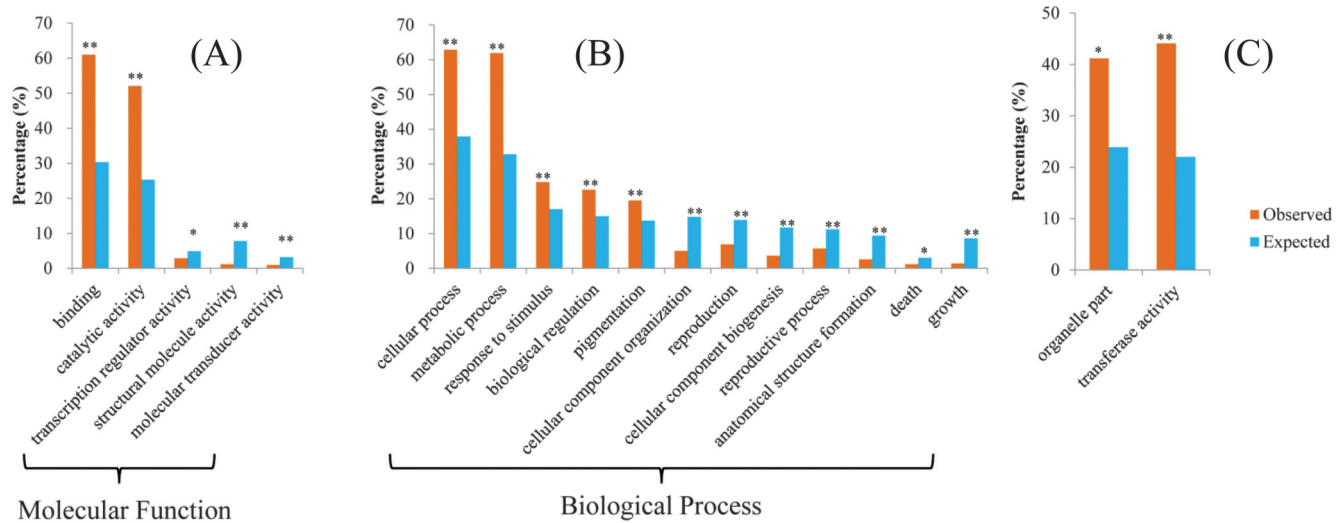 (A)
Percentage (%)
70
60
50
40
30
20
10
0
**
**
*
**
**
binding
catalytic activity
transcription regulator activity
structural molecule activity
molecular transducer activity
Molecular Function
(B)
Percentage (%)
70
60
50
40
30
20
10
0
**
**
**
**
**
**
**
**
**
**
*
**
cellular process
metabolic process
response to stimulus
biological regulation
pigmentation
cellular component organization
reproduction
cellular component biogenesis
reproductive process
anatomical structure formation
death
growth
Biological Process
(C)
Percentage (%)
50
40
30
20
10
0
*
**
organelle part
transferase activity
Observed
Expected